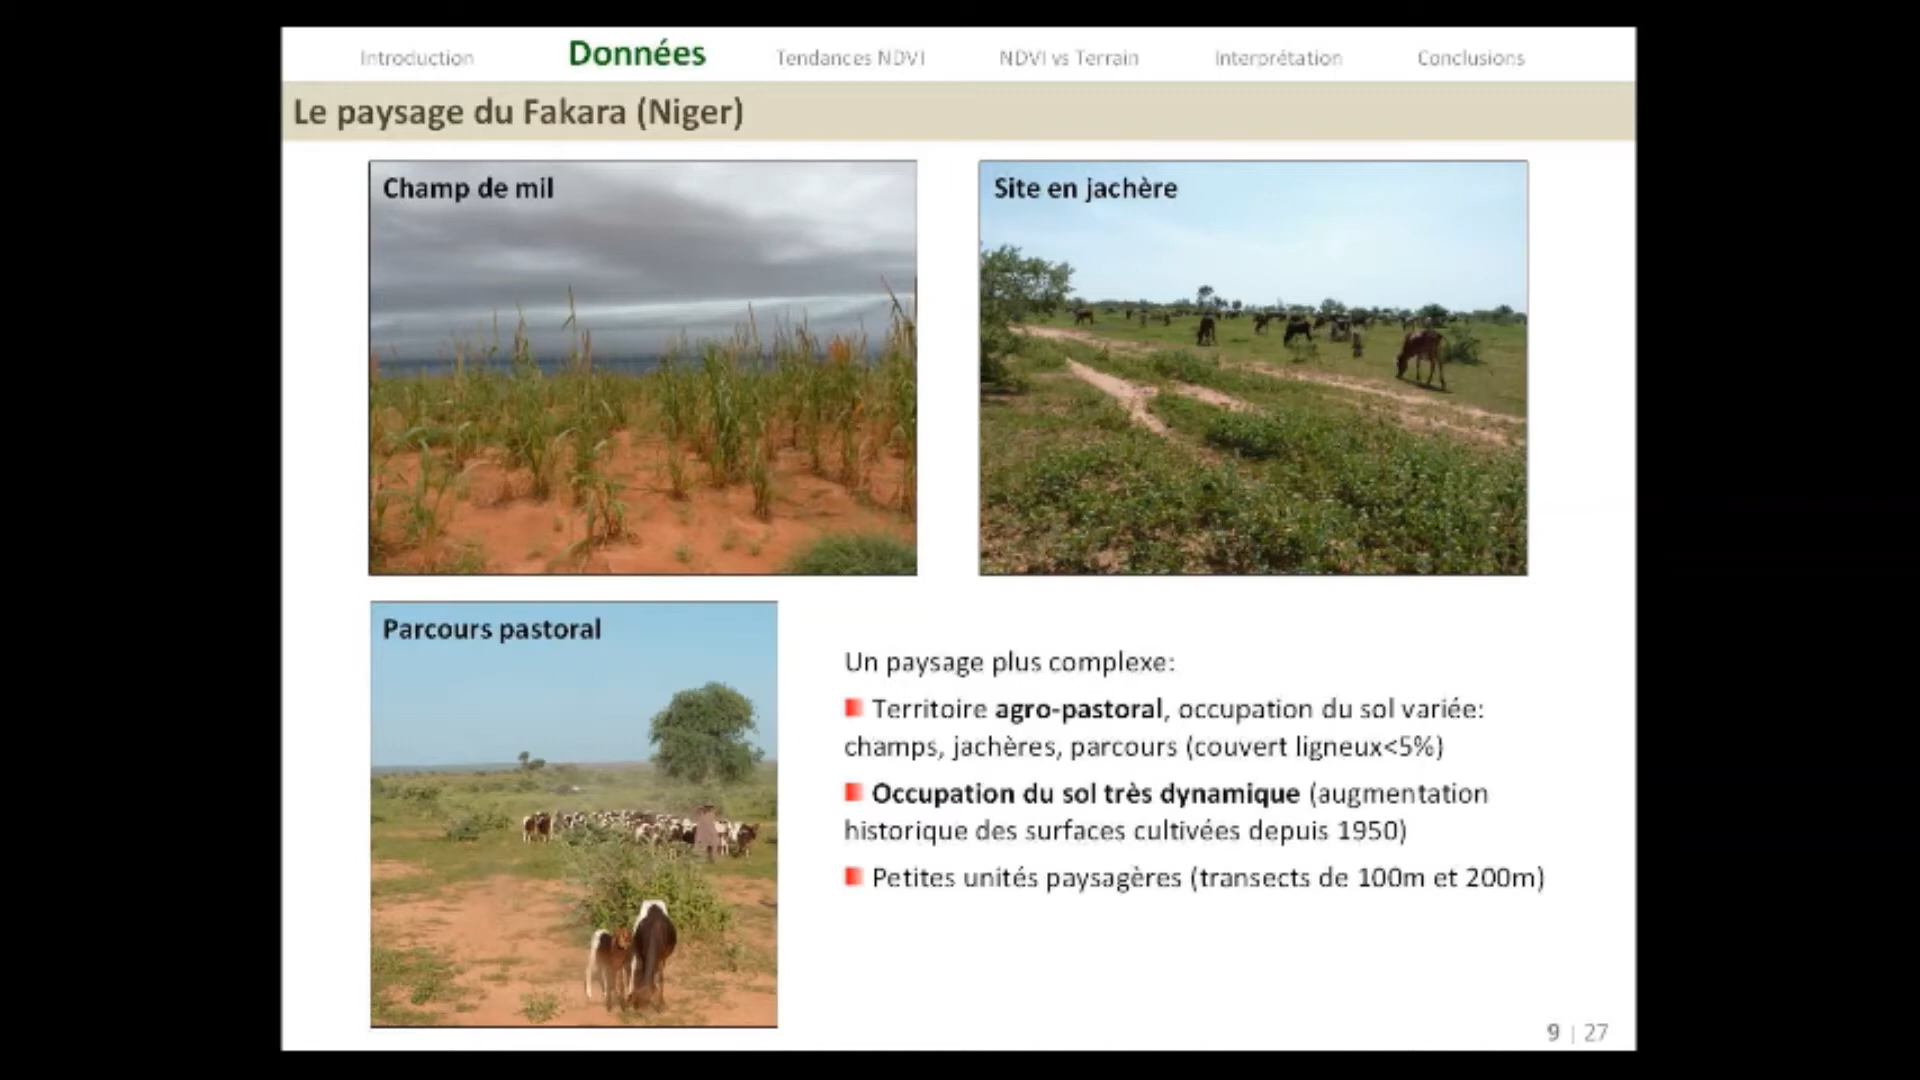 Introduction
Données
Tendances NDVI
NDVI vs Terrain
Interprétation
Conclusions
Le paysage du Fakara (Niger)
Champ de mil
Site en jachère
Parcours pastoral
Un paysage plus complexe:
Territoire agro-pastoral, occupation du sol variée:
champs, jachères, parcours (couvert ligneux<5%)
Occupation du sol très dynamique (augmentation
historique des surfaces cultivées depuis 1950)
Petites unités paysagères (transects de 100m et 200m)
9 | 27